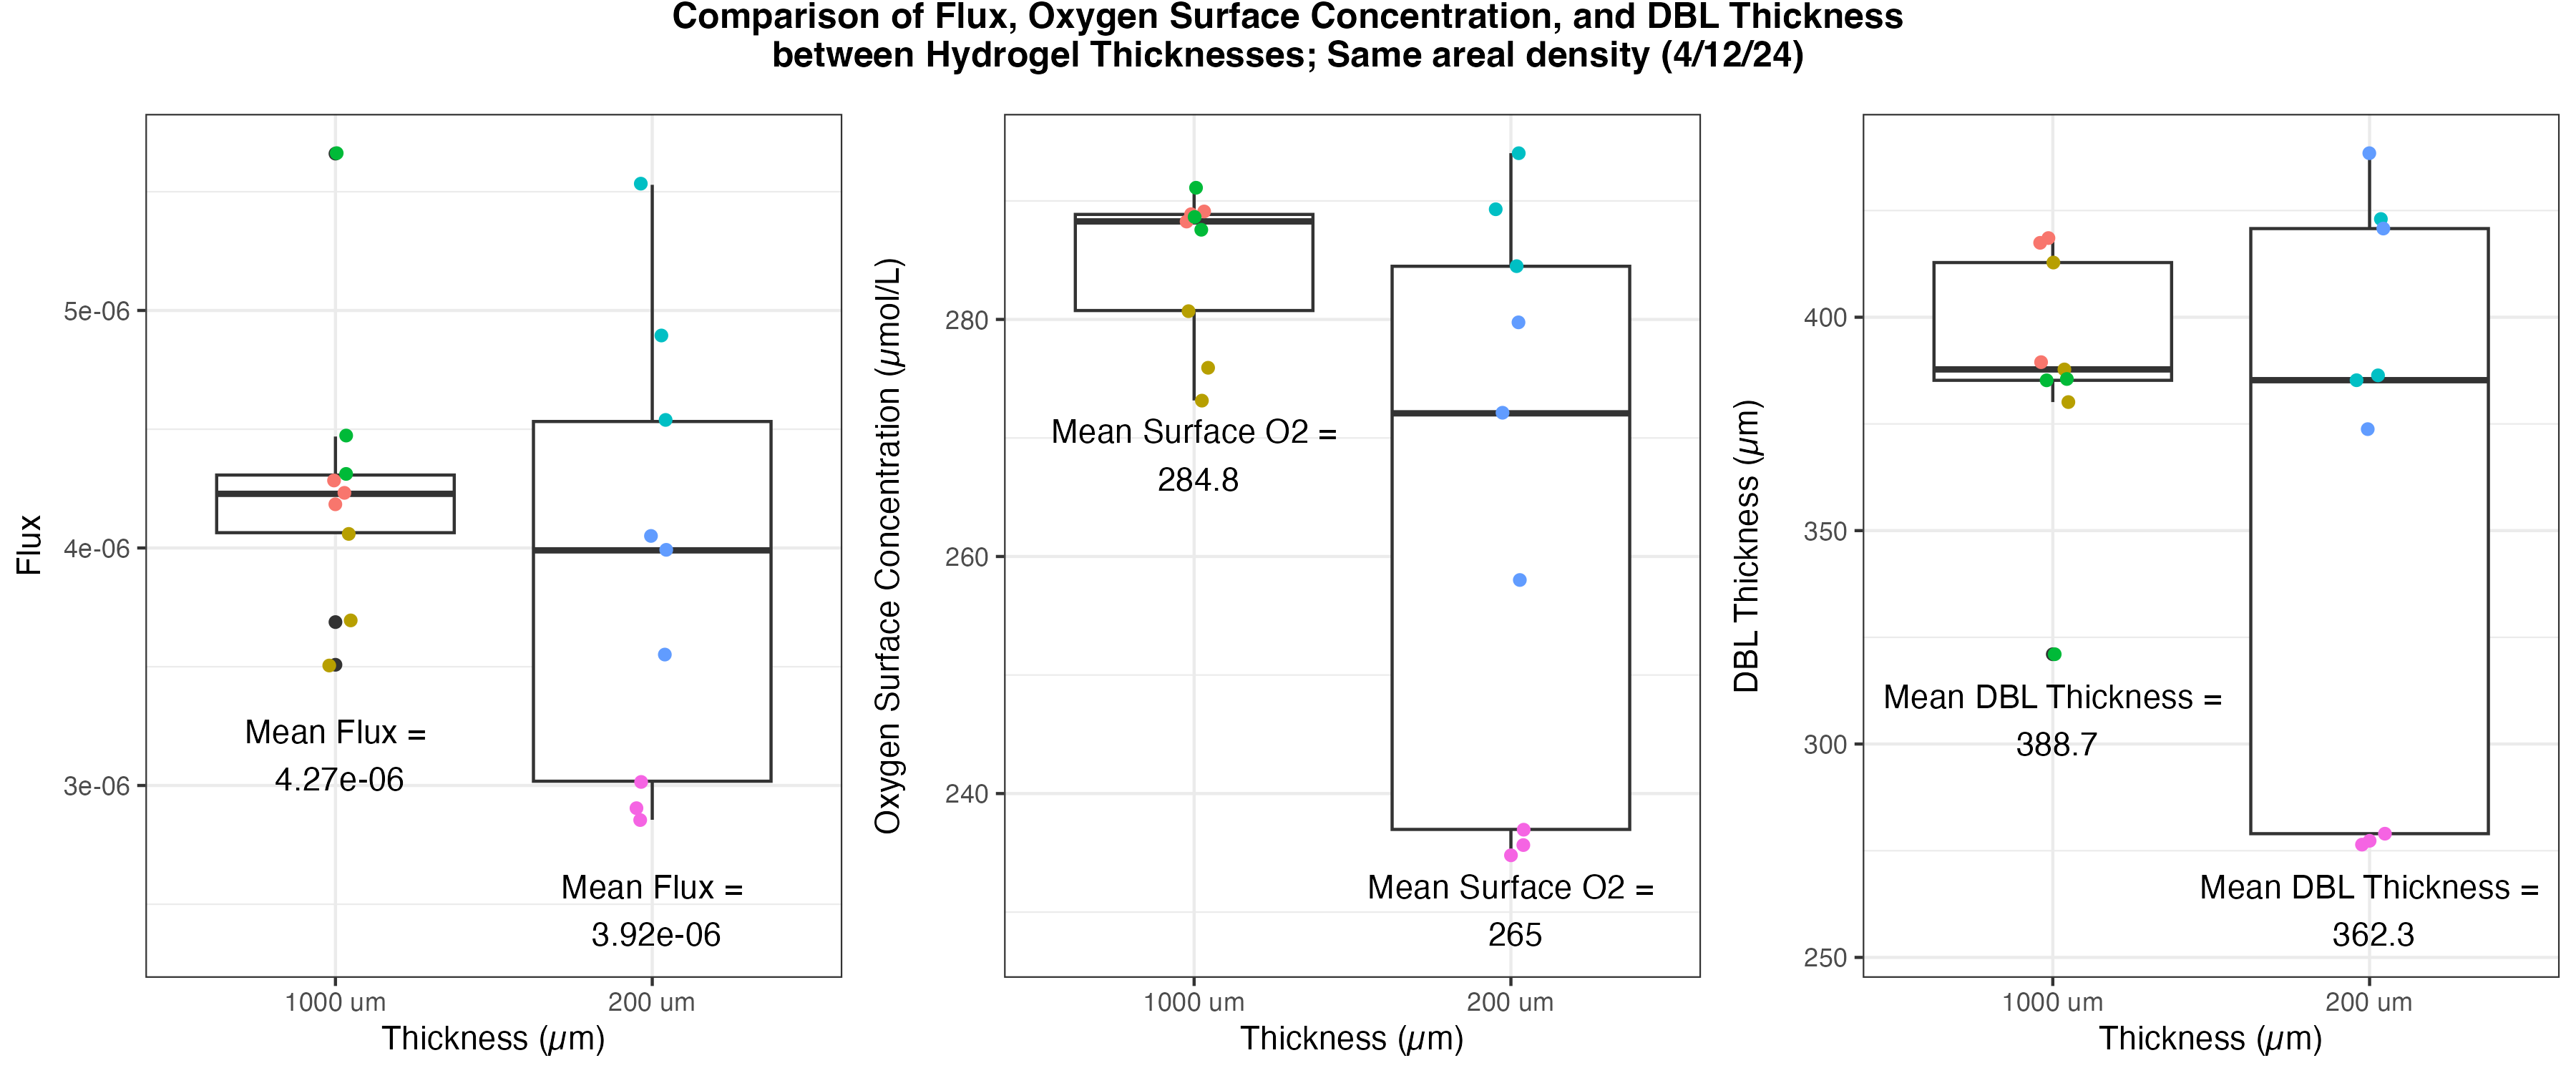 Comparison of Flux, Oxygen Surface Concentration, and DBL Thickness
between Hydrogel Thicknesses; Same areal density (4/12/24)
Flux
5e-06
4e-06
3e-06
Mean Flux =
4.27e-06
Mean Flux =
3.92e-06
1000 um
200 um
Thickness (µm)
Oxygen Surface Concentration (µmol/L)
280
260
240
Mean Surface O2 =
284.8
Mean Surface O2 =
265
1000 um
200 um
Thickness (µm)
DBL Thickness (µm)
400
350
300
250
Mean DBL Thickness =
388.7
Mean DBL Thickness =
362.3
1000 um
200 um
Thickness (µm)